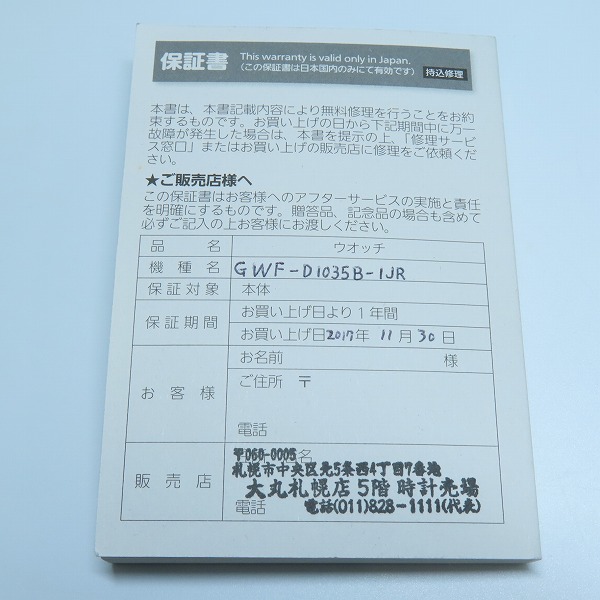 保証書
This warranty is valid only in Japan.
(この保証書は日本国内のみにて有効です)
持込修理
本書は、本書記載内容により無料修理を行うことをお約
束するものです。お買い上げの日から下記期間中に万一
故障が発生した場合は、本書を提示の上、「修理サービ
ス窓口」またはお買い上げの販売店に修理をご依頼くだ
さい。
★ご販売店様へ
この保証書はお客様へのアフターサービスの実施と責任
を明確にするものです。贈答品、記念品の場合も含めて
必ずご記入の上お客様にお渡しください。
品名 ウオッチ
機種名 GWF-D1035B-1JR
保証対象 本体
保証期間 お買い上げ日より1年間
お買い上げ日2017年 11月 30日
お客様 お名前 様
ご住所 〒
電話
販売店 名
〒060-0005
札幌市中央区北5条西4丁目7番地
大丸札幌店 5階 時計売場
電話 電話(011)828-1111(代表)